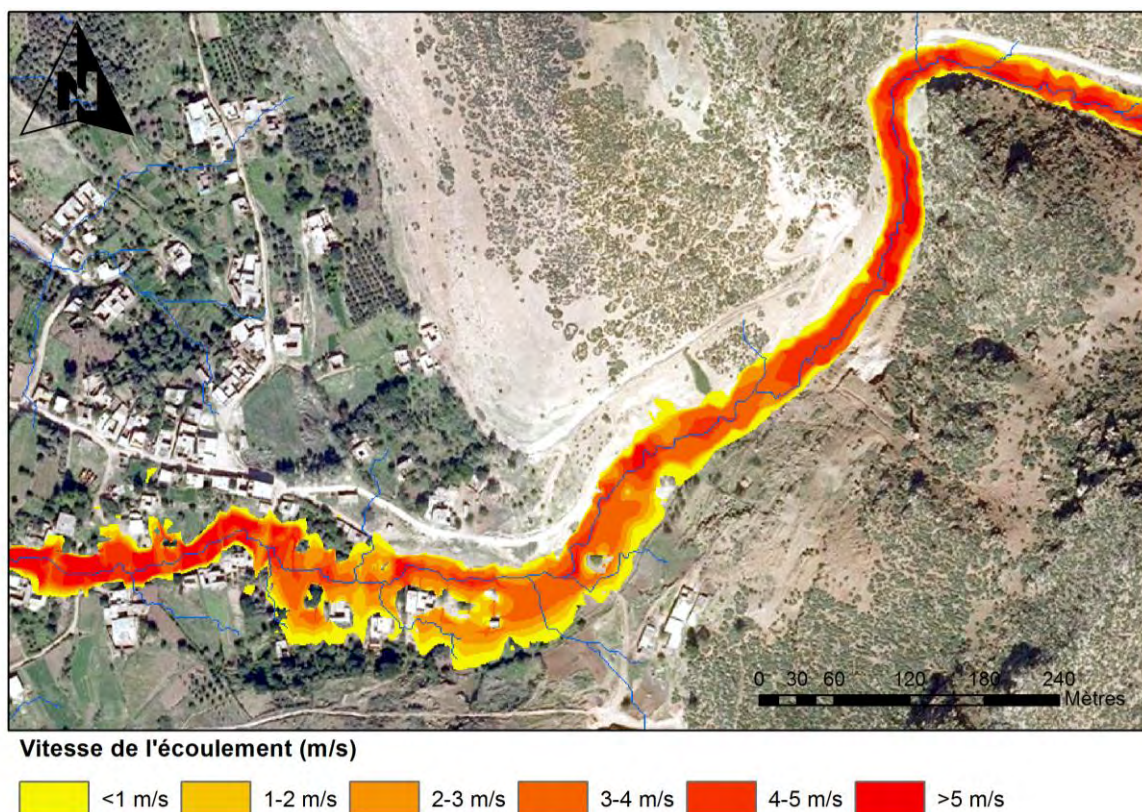 N
0 30 60 120 180 240
Mètres
Vitesse de l'écoulement (m/s)
<1 m/s 1-2 m/s 2-3 m/s 3-4 m/s 4-5 m/s >5 m/s